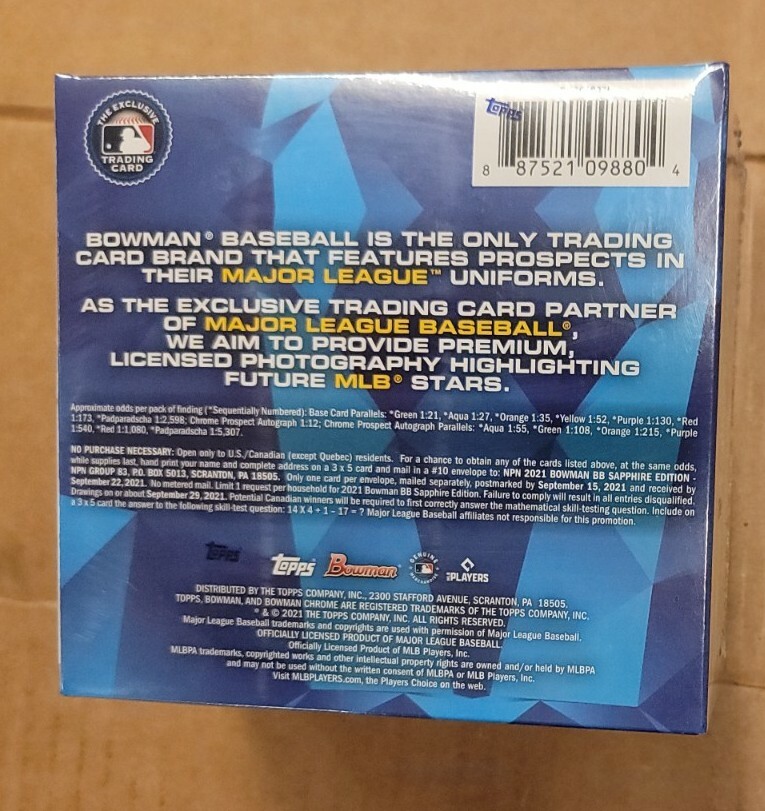 THE EXCLUSIVE
TRADING
CARD
Topps
8 87521 09880 4
BOWMAN® BASEBALL IS THE ONLY TRADING
CARD BRAND THAT FEATURES PROSPECTS IN
THEIR MAJOR LEAGUE™ UNIFORMS.
AS THE EXCLUSIVE TRADING CARD PARTNER
OF MAJOR LEAGUE BASEBALL®,
WE AIM TO PROVIDE PREMIUM,
LICENSED PHOTOGRAPHY HIGHLIGHTING
FUTURE MLB® STARS.
Approximate odds per pack of finding (*Sequentially Numbered): Base Card Parallels: *Green 1:21, *Aqua 1:27, *Orange 1:35, *Yellow 1:52, *Purple 1:130, *Red
1:173, *Padparadscha 1:2,598; Chrome Prospect Autograph 1:12; Chrome Prospect Autograph Parallels: *Aqua 1:55, *Green 1:108, *Orange 1:215, *Purple
1:540, *Red 1:1,080, *Padparadscha 1:5,307.
NO PURCHASE NECESSARY: Open only to U.S./Canadian (except Quebec) residents. For a chance to obtain any of the cards listed above, at the same odds,
while supplies last, hand print your name and complete address on a 3 x 5 card and mail in a #10 envelope to: NPN 2021 BOWMAN BB SAPPHIRE EDITION -
NPN GROUP 83, P.O. BOX 5013, SCRANTON, PA 18505. Only one card per envelope, mailed separately, postmarked by September 15, 2021 and received by
September 22, 2021. No metered mail. Limit 1 request per household for 2021 Bowman BB Sapphire Edition. Failure to comply will result in all entries disqualified.
Drawings on or about September 29, 2021. Potential Canadian winners will be required to first correctly answer the mathematical skill-testing question. Include on
a 3 x 5 card the answer to the following skill-test question: 14 X 4 + 1 - 17 = ? Major League Baseball affiliates not responsible for this promotion.
Topps Topps Bowman GENUINE MERCHANDISE PLAYERS
DISTRIBUTED BY THE TOPPS COMPANY, INC., 2300 STAFFORD AVENUE, SCRANTON, PA 18505.
TOPPS, BOWMAN, AND BOWMAN CHROME ARE REGISTERED TRADEMARKS OF THE TOPPS COMPANY, INC.
® & © 2021 THE TOPPS COMPANY, INC. ALL RIGHTS RESERVED.
Major League Baseball trademarks and copyrights are used with permission of Major League Baseball.
OFFICIALLY LICENSED PRODUCT OF MAJOR LEAGUE BASEBALL
Officially Licensed Product of MLB Players, Inc.
MLBPA trademarks, copyrighted works and other intellectual property rights are owned and/or held by MLBPA
and may not be used without the written consent of MLBPA or MLB Players, Inc.
Visit MLBPLAYERS.com, the Players Choice on the web.